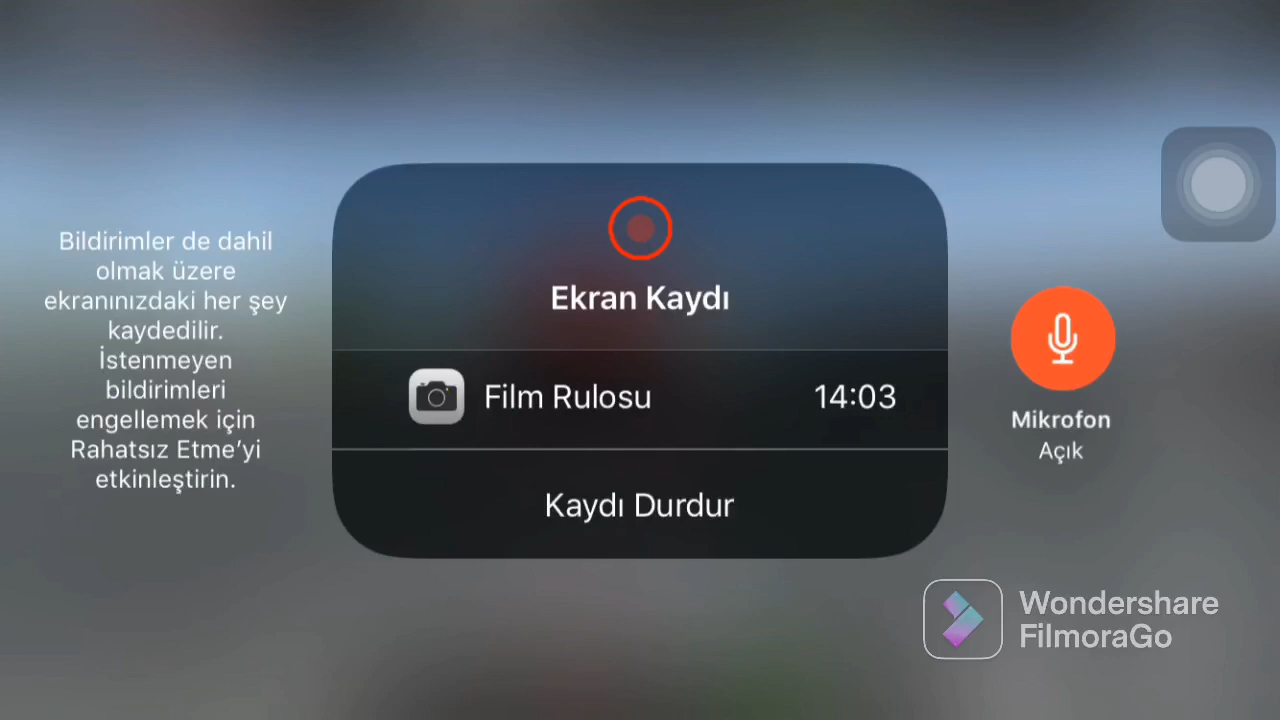 Bildirimler de dahil
olmak üzere
ekranınızdaki her şey
kaydedilir.
İstenmeyen
bildirimleri
engellemek için
Rahatsız Etme’yi
etkinleştirin.
Ekran Kaydı
Film Rulosu 14:03
Kaydı Durdur
Mikrofon
Açık
Wondershare
FilmoraGo